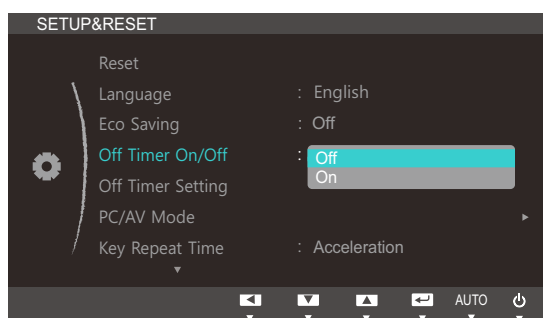 SETUP&RESET
Reset
Language : English
Eco Saving : Off
Off Timer On/Off : Off
On
Off Timer Setting
PC/AV Mode
Key Repeat Time : Acceleration
AUTO